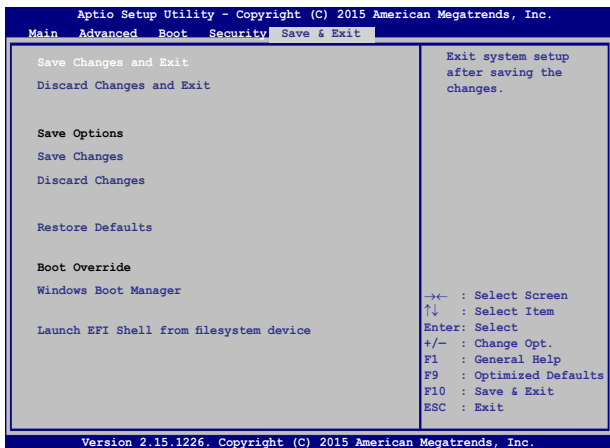 Aptio Setup Utility - Copyright (C) 2015 American Megatrends, Inc.
Main Advanced Boot Security Save & Exit
Save Changes and Exit
Discard Changes and Exit
Save Options
Save Changes
Discard Changes
Restore Defaults
Boot Override
Windows Boot Manager
Launch EFI Shell from filesystem device
Exit system setup
after saving the
changes.
→← : Select Screen
↑↓ : Select Item
Enter: Select
+/— : Change Opt.
F1 : General Help
F9 : Optimized Defaults
F10 : Save & Exit
ESC : Exit
Version 2.15.1226. Copyright (C) 2015 American Megatrends, Inc.